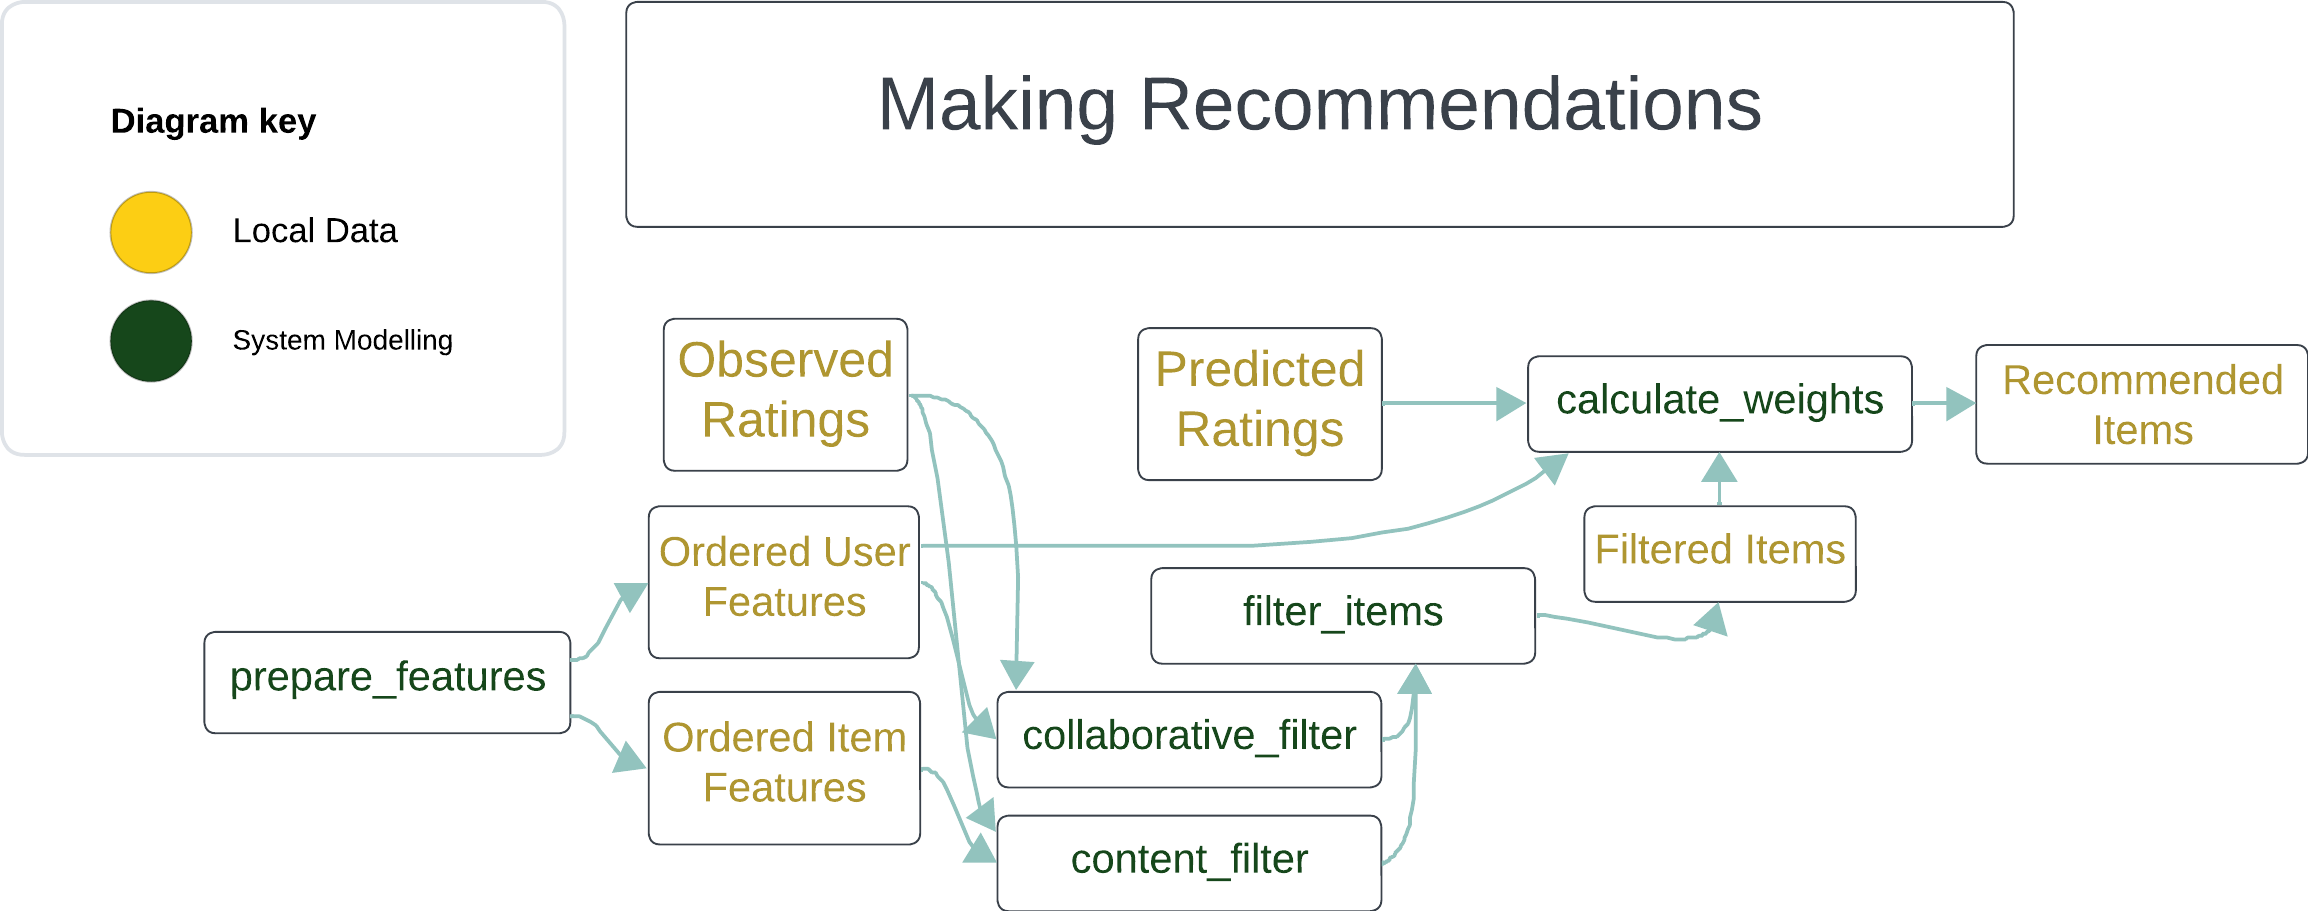 Making Recommendations
Diagram key
Local Data
System Modelling
Observed
Ratings
Predicted
Ratings
calculate_weights
Recommended
Items
Ordered User
Features
Filtered Items
filter_items
prepare_features
Ordered Item
Features
collaborative_filter
content_filter